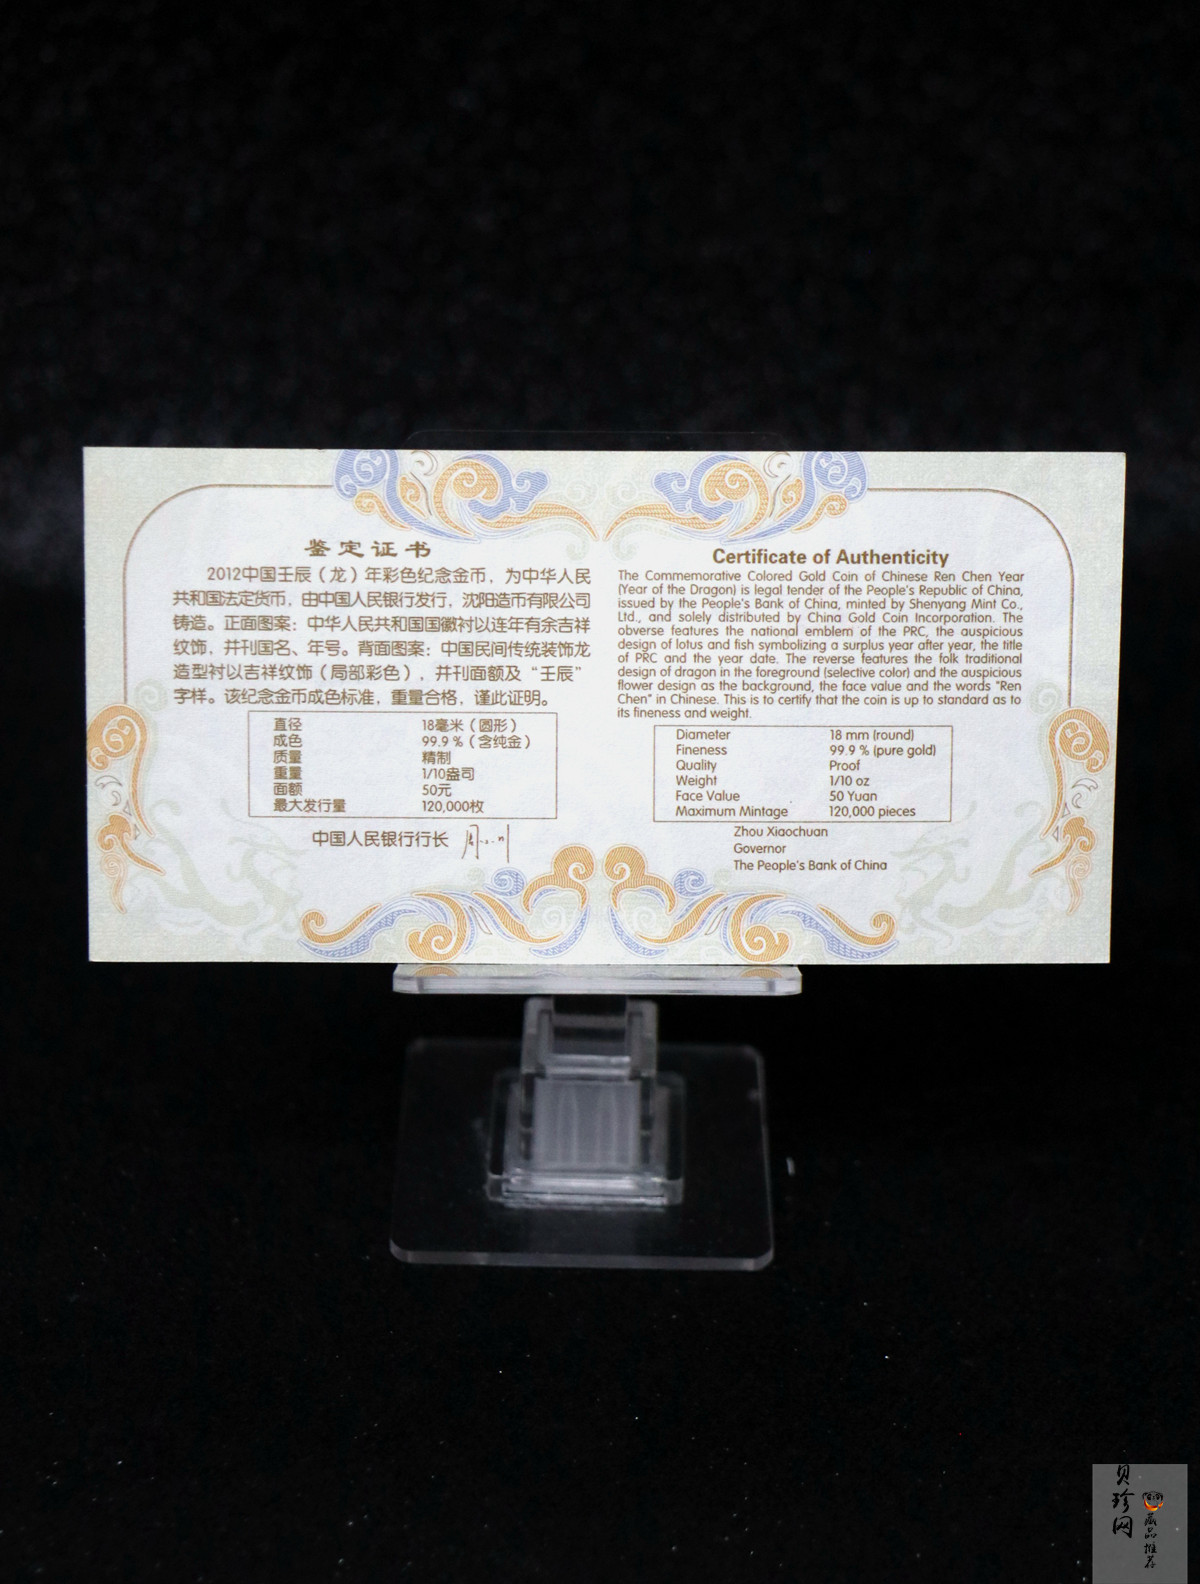 鉴定证书
2012中国壬辰（龙）年彩色纪念金币，为中华人民
共和国法定货币，由中国人民银行发行，沈阳造币有限公司
铸造。正面图案：中华人民共和国国徽衬以连年有余吉祥
纹饰，并刊国名、年号。背面图案：中国民间传统装饰龙
造型衬以吉祥纹饰（局部彩色），并刊面额及“壬辰”
字样。该纪念金币成色标准，重量合格，谨此证明。
直径 18毫米（圆形）
成色 99.9％（含纯金）
质量 精制
重量 1/10盎司
面额 50元
最大发行量 120,000枚
中国人民银行行长
Certificate of Authenticity
The Commemorative Colored Gold Coin of Chinese Ren Chen Year
(Year of the Dragon) is legal tender of the People's Republic of China,
issued by the People's Bank of China, minted by Shenyang Mint Co.,
Ltd., and solely distributed by China Gold Coin Incorporation. The
obverse features the national emblem of the PRC, the auspicious
design of lotus and fish symbolizing a surplus year after year, the title
of PRC and the year date. The reverse features the folk traditional
design of dragon in the foreground (selective color) and the auspicious
flower design as the background, the face value and the words "Ren
Chen" in Chinese. This is to certify that the coin is up to standard as to
its fineness and weight.
Diameter 18 mm (round)
Fineness 99.9 % (pure gold)
Quality Proof
Weight 1/10 oz
Face Value 50 Yuan
Maximum Mintage 120,000 pieces
Zhou Xiaochuan
Governor
The People's Bank of China
贝珍网
藏品推荐